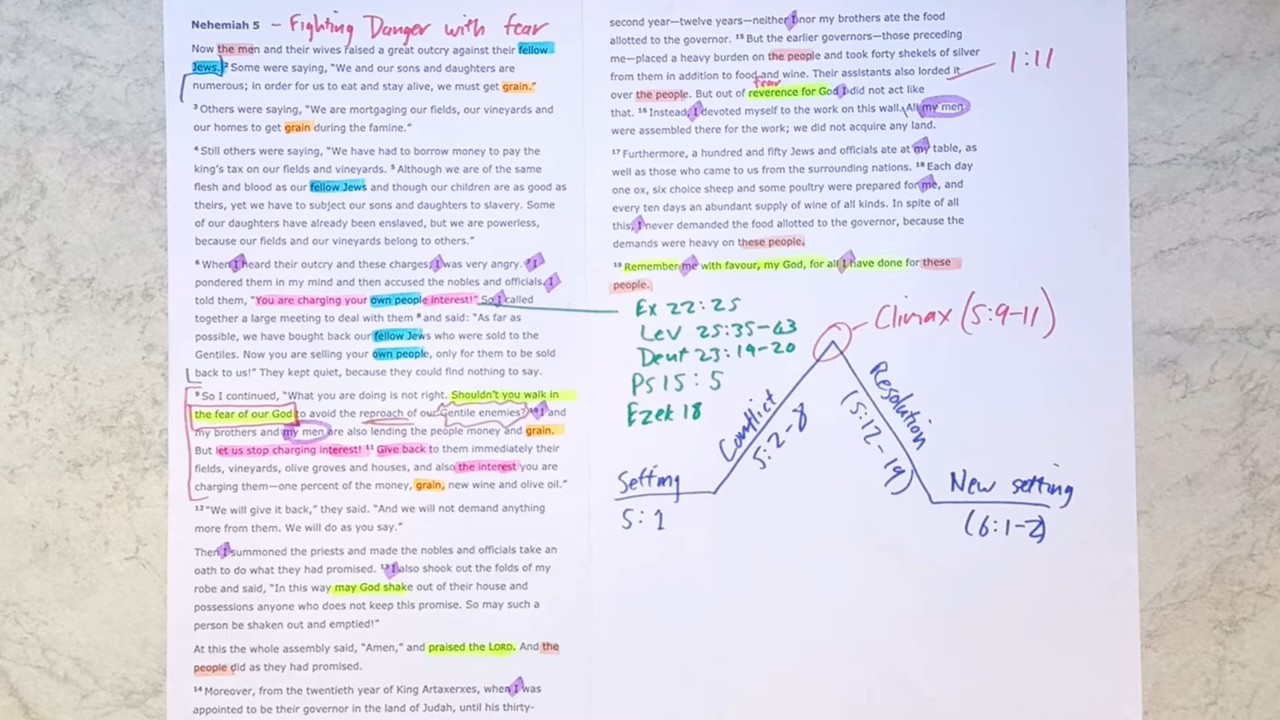 Nehemiah 5 - Fighting Danger with fear
Now the men and their wives raised a great outcry against their fellow
Jews. ² Some were saying, "We and our sons and daughters are
numerous; in order for us to eat and stay alive, we must get grain."
³ Others were saying, "We are mortgaging our fields, our vineyards and
our homes to get grain during the famine."
⁴ Still others were saying, "We have had to borrow money to pay the
king's tax on our fields and vineyards. ⁵ Although we are of the same
flesh and blood as our fellow Jews and though our children are as good as
theirs, yet we have to subject our sons and daughters to slavery. Some
of our daughters have already been enslaved, but we are powerless,
because our fields and our vineyards belong to others."
⁶ When I heard their outcry and these charges, I was very angry. ⁷ I
pondered them in my mind and then accused the nobles and officials. I
told them, "You are charging your own people interest!" So I called
together a large meeting to deal with them ⁸ and said: "As far as
possible, we have bought back our fellow Jews who were sold to the
Gentiles. Now you are selling your own people, only for them to be sold
back to us!" They kept quiet, because they could find nothing to say.
⁹ So I continued, "What you are doing is not right. Shouldn't you walk in
the fear of our God to avoid the reproach of our Gentile enemies? ¹⁰ I and
my brothers and my men are also lending the people money and grain.
But let us stop charging interest! ¹¹ Give back to them immediately their
fields, vineyards, olive groves and houses, and also the interest you are
charging them—one percent of the money, grain, new wine and olive oil."
¹² "We will give it back," they said. "And we will not demand anything
more from them. We will do as you say."
Then I summoned the priests and made the nobles and officials take an
oath to do what they had promised. ¹³ I also shook out the folds of my
robe and said, "In this way may God shake out of their house and
possessions anyone who does not keep this promise. So may such a
person be shaken out and emptied!"
At this the whole assembly said, "Amen," and praised the LORD. And the
people did as they had promised.
¹⁴ Moreover, from the twentieth year of King Artaxerxes, when I was
appointed to be their governor in the land of Judah, until his thirty-
second year—twelve years—neither I nor my brothers ate the food
allotted to the governor. ¹⁵ But the earlier governors—those preceding
me—placed a heavy burden on the people and took forty shekels of silver
from them in addition to food and wine. Their assistants also lorded it
1:11
fear
over the people. But out of reverence for God I did not act like
that. ¹⁶ Instead, I devoted myself to the work on this wall. All my men
were assembled there for the work; we did not acquire any land.
¹⁷ Furthermore, a hundred and fifty Jews and officials ate at my table, as
well as those who came to us from the surrounding nations. ¹⁸ Each day
one ox, six choice sheep and some poultry were prepared for me, and
every ten days an abundant supply of wine of all kinds. In spite of all
this, I never demanded the food allotted to the governor, because the
demands were heavy on these people.
¹⁹ Remember me with favour, my God, for all I have done for these
people.
Ex 22:25
Lev 25:35-43
Deut 23:19-20
Ps 15:5
Ezek 18
Setting
5:1
Conflict
5:2-8
Climax (5:9-11)
Resolution
(5:12-19)
New setting
(6:1-2)